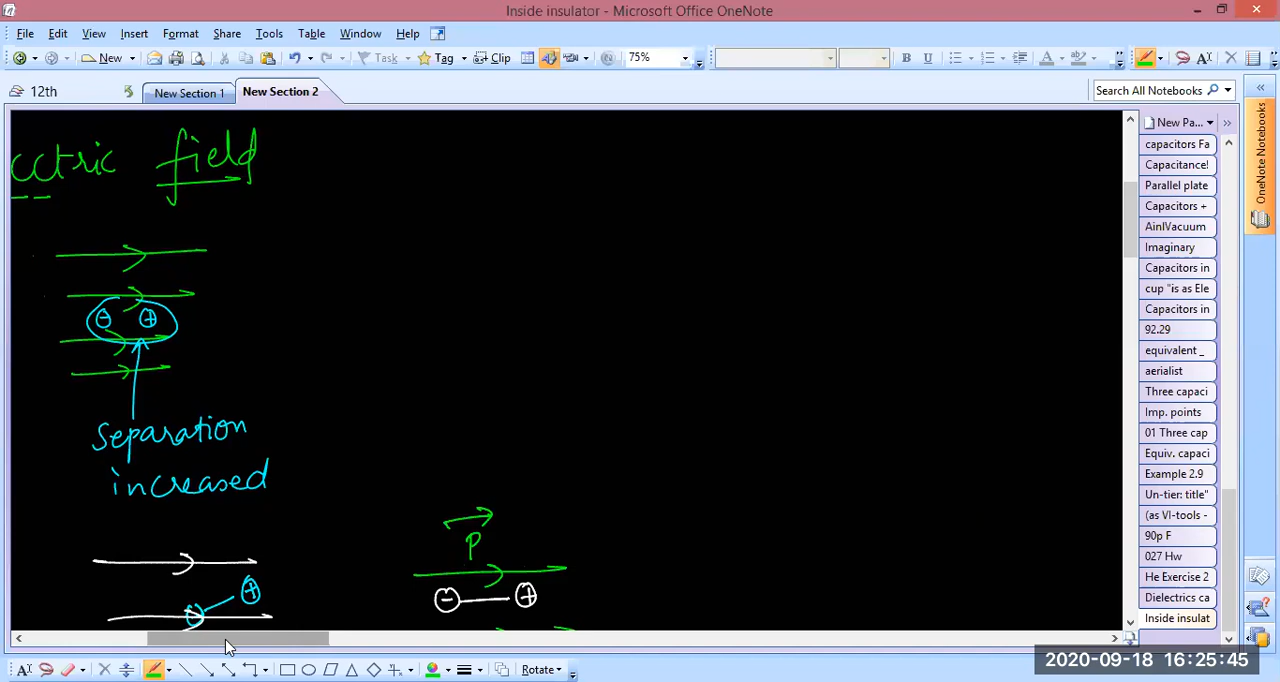 Inside insulator - Microsoft Office OneNote
File Edit View Insert Format Share Tools Table Window Help
New Task Tag Clip 75% B U A
12th New Section 1 New Section 2 Search All Notebooks
New Pa...
capacitors Fa
Capacitance!
Parallel plate
Capacitors +
AinlVacuum
Imaginary
Capacitors in
cup "is as Ele
Capacitors in
92.29
equivalent _
aerialist
Three capaci
Imp. points
01 Three cap
Equiv. capaci
Example 2.9
Un-tier: title"
(as VI-tools -
90p F
027 Hw
He Exercise 2
Dielectrics ca
Inside insulat
OneNote Notebooks
ectric field
⊖ ⊕
Separation
increased
P
⊖ ⊕
⊖ ⊕
Rotate
2020-09-18 16:25:45